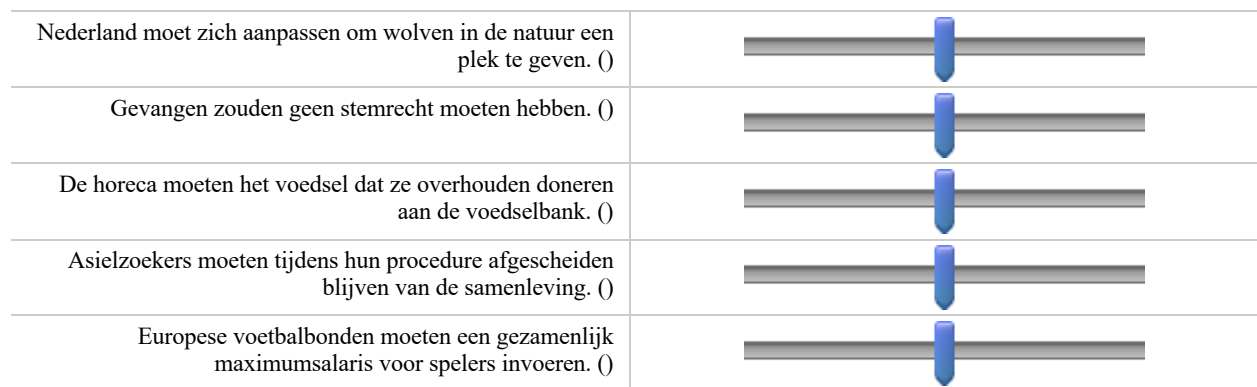 Nederland moet zich aanpassen om wolven in de natuur een
plek te geven. ()
Gevangen zouden geen stemrecht moeten hebben. ()
De horeca moeten het voedsel dat ze overhouden doneren
aan de voedselbank. ()
Asielzoekers moeten tijdens hun procedure afgescheiden
blijven van de samenleving. ()
Europese voetbalbonden moeten een gezamenlijk
maximumsalaris voor spelers invoeren. ()